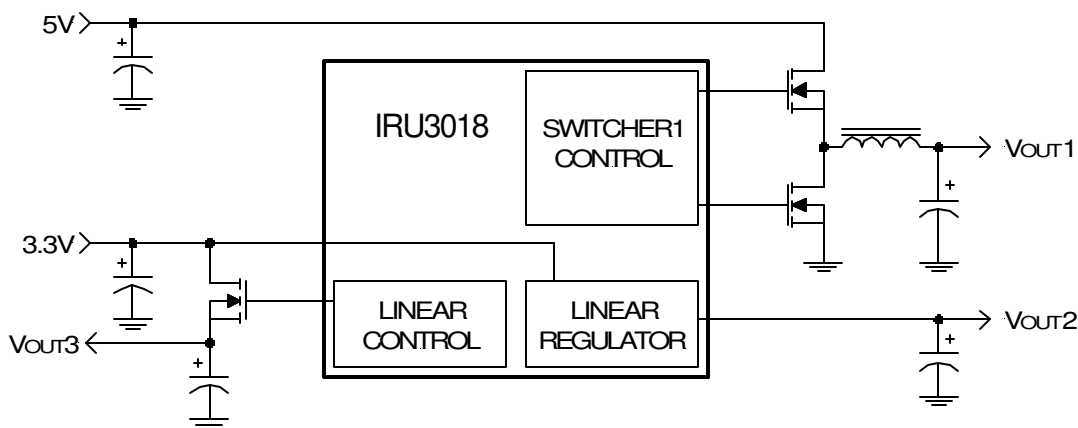 5V
+
IRU3018
SWITCHER1
CONTROL
VOUT1
+
3.3V
+
LINEAR
CONTROL
LINEAR
REGULATOR
VOUT2
VOUT3
+
+